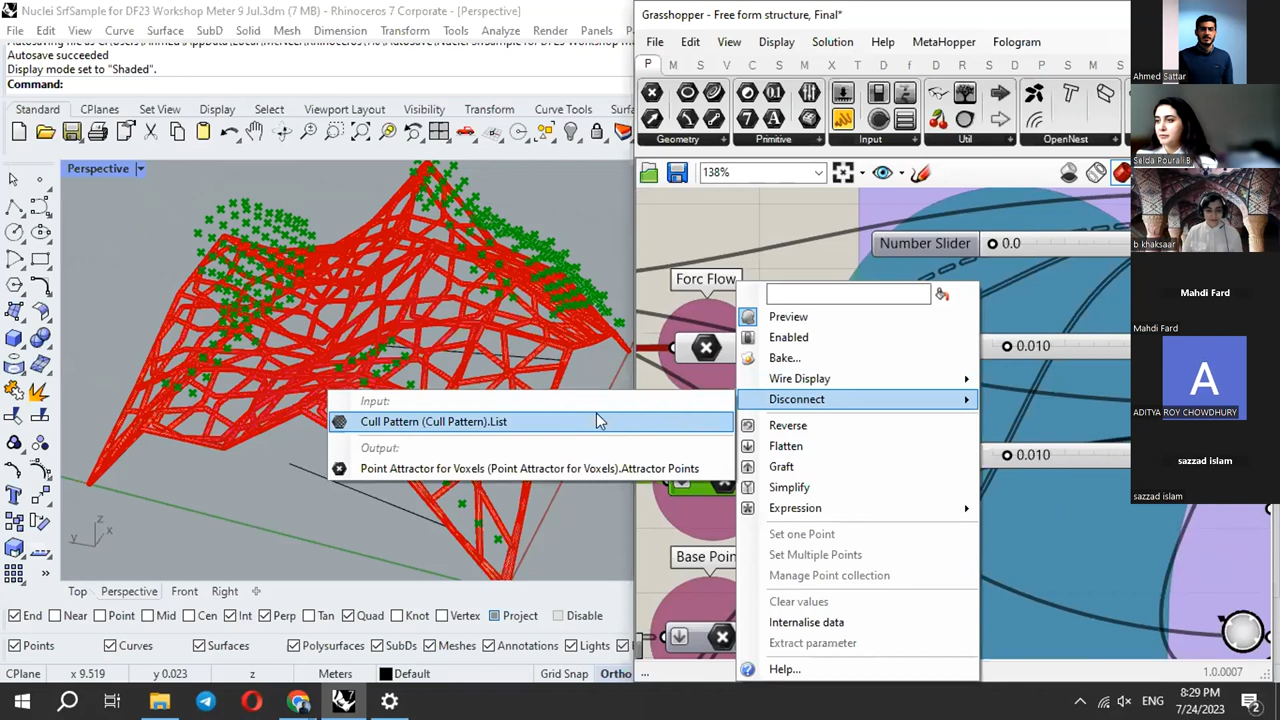 Nuclei SrfSample for DF23 Workshop Meter 9 Jul.3dm (7 MB) - Rhinoceros 7 Corporate - [Perspective]
File Edit View Curve Surface SubD Solid Mesh Dimension Transform Tools Analyze Render Panels
Autosave succeeded
Display mode set to "Shaded".
Command:
Standard CPlanes Set View Display Select Viewport Layout Visibility Transform Curve Tools Surfa
Perspective
z
y x
Top Perspective Front Right
End Near Point Mid Cen Int Perp Tan Quad Knot Vertex Project Disable
Points Curves Surfaces Polysurfaces SubDs Meshes Annotations Lights
CPlane x 9.519 y 0.023 z Meters Default Grid Snap Ortho
Grasshopper - Free form structure, Final*
File Edit View Display Solution Help MetaHopper Fologram
P M S V C S M X T M D f D R S D P M S
Geometry Primitive Input Util OpenNest
138%
Number Slider 0.0
Forc Flow
0.010
0.010
Base Poin
Preview
Enabled
Bake...
Wire Display
Disconnect
Reverse
Flatten
Graft
Simplify
Expression
Set one Point
Set Multiple Points
Manage Point collection
Clear values
Internalise data
Extract parameter
Help...
Input:
Cull Pattern (Cull Pattern).List
Output:
Point Attractor for Voxels (Point Attractor for Voxels).Attractor Points
...
1.0.0007
Ahmed Sattar
Selda Pourali B
b khaksaar
Mahdi Fard
Mahdi Fard
A
ADITYA ROY CHOWDHURY
sazzad islam
sazzad islam
ENG
8:29 PM
7/24/2023
2